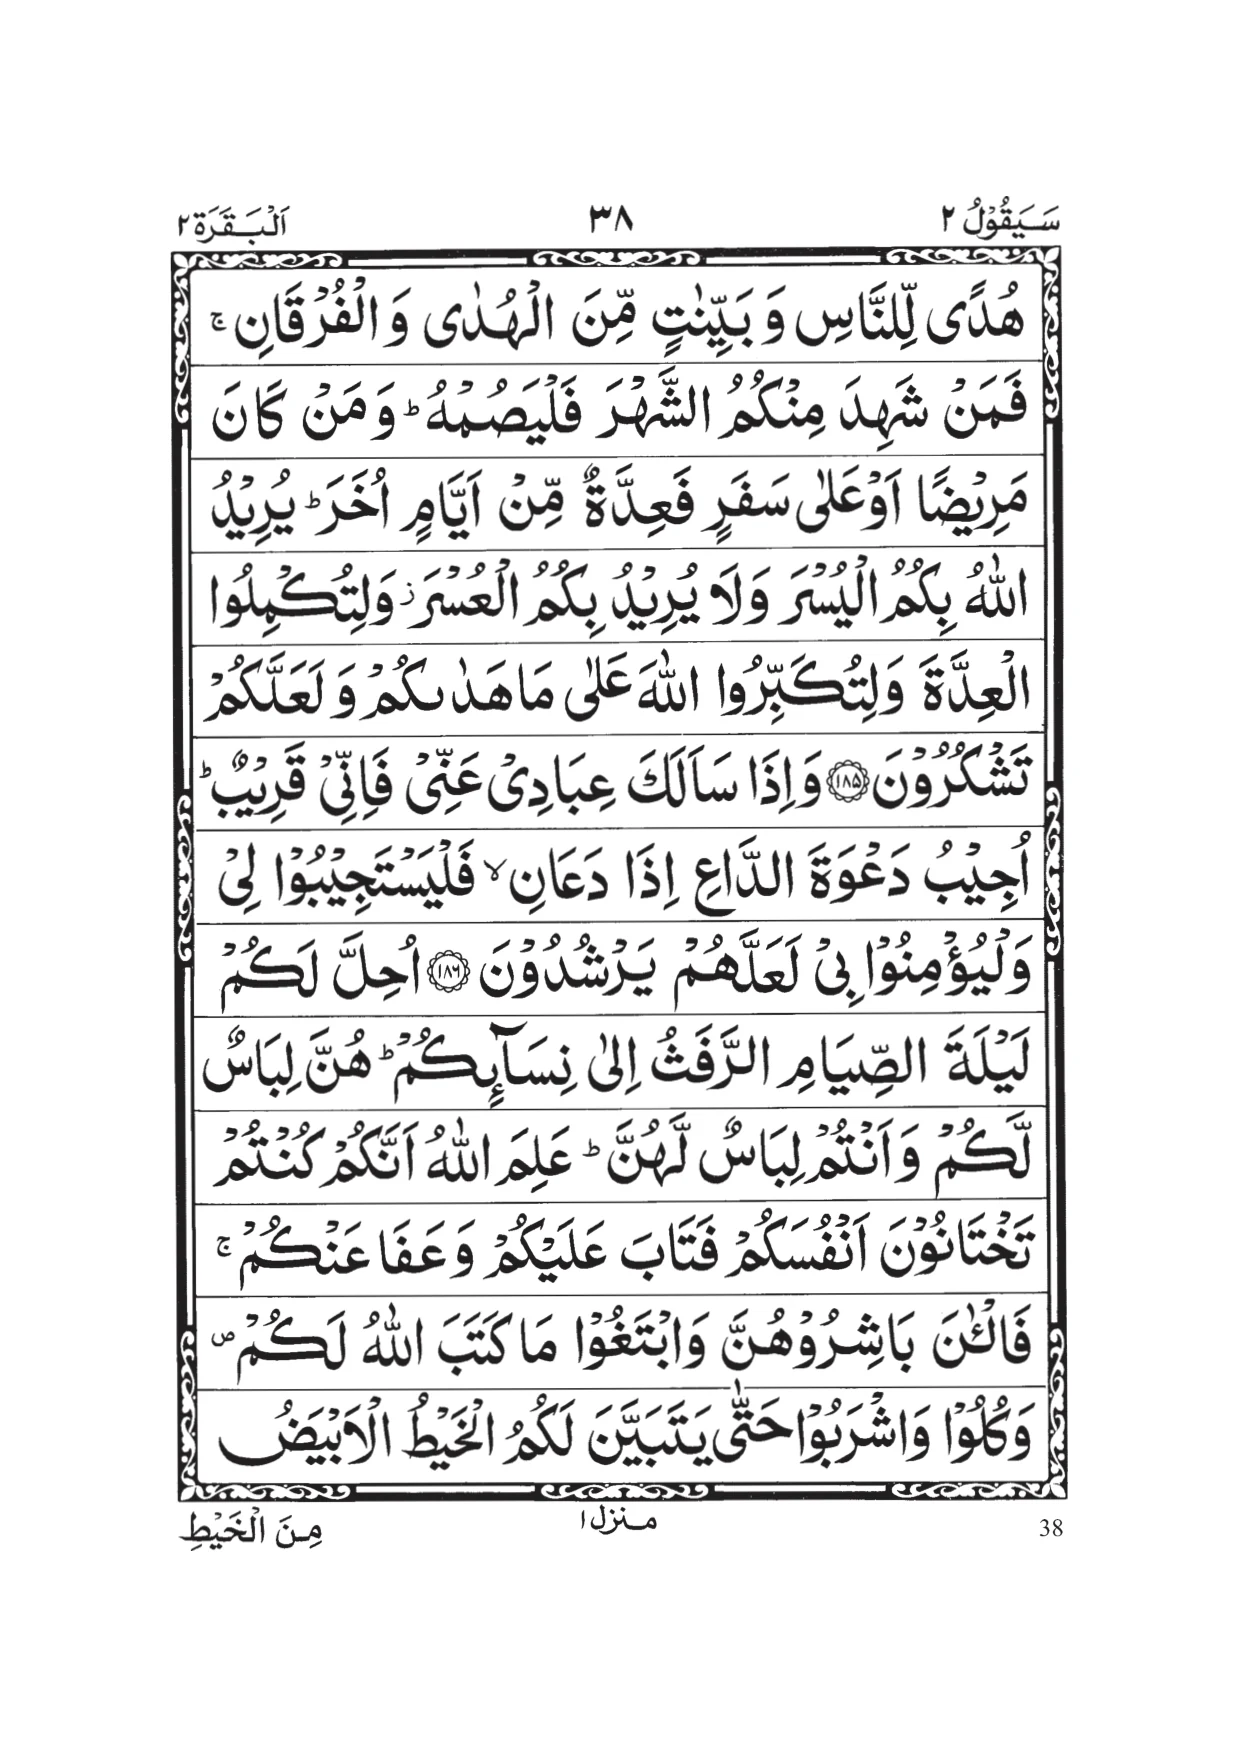 سَيَقُوْلُ ٢
٣٨
اَلْبَقَرَة ٢
هُدًى لِّلنَّاسِ وَ بَيِّنٰتٍ مِّنَ الْهُدٰى وَ الْفُرْقَانِ ۚ
فَمَنْ شَهِدَ مِنْكُمُ الشَّهْرَ فَلْيَصُمْهُ ؕ وَ مَنْ كَانَ
مَرِيْضًا اَوْ عَلٰى سَفَرٍ فَعِدَّةٌ مِّنْ اَيَّامٍ اُخَرَ ؕ يُرِيْدُ
اللّٰهُ بِكُمُ الْيُسْرَ وَلَا يُرِيْدُ بِكُمُ الْعُسْرَ ز وَلِتُكْمِلُوا
الْعِدَّةَ وَلِتُكَبِّرُوا اللّٰهَ عَلٰى مَا هَدٰىكُمْ وَ لَعَلَّكُمْ
تَشْكُرُوْنَ ١٨٥ وَاِذَا سَاَلَكَ عِبَادِىْ عَنِّىْ فَاِنِّىْ قَرِيْبٌ ؕ
اُجِيْبُ دَعْوَةَ الدَّاعِ اِذَا دَعَانِ ۙ فَلْيَسْتَجِيْبُوْا لِىْ
وَلْيُؤْمِنُوْا بِىْ لَعَلَّهُمْ يَرْشُدُوْنَ ١٨٦ اُحِلَّ لَكُمْ
لَيْلَةَ الصِّيَامِ الرَّفَثُ اِلٰى نِسَآىِٕكُمْ ؕ هُنَّ لِبَاسٌ
لَّكُمْ وَ اَنْتُمْ لِبَاسٌ لَّهُنَّ ؕ عَلِمَ اللّٰهُ اَنَّكُمْ كُنْتُمْ
تَخْتَانُوْنَ اَنْفُسَكُمْ فَتَابَ عَلَيْكُمْ وَ عَفَا عَنْكُمْ ۚ
فَالْـٰٔنَ بَاشِرُوْهُنَّ وَابْتَغُوْا مَا كَتَبَ اللّٰهُ لَكُمْ ص
وَكُلُوْا وَاشْرَبُوْا حَتّٰى يَتَبَيَّنَ لَكُمُ الْخَيْطُ الْاَبْيَضُ
38
منزل ١
مِنَ الْخَيْطِ